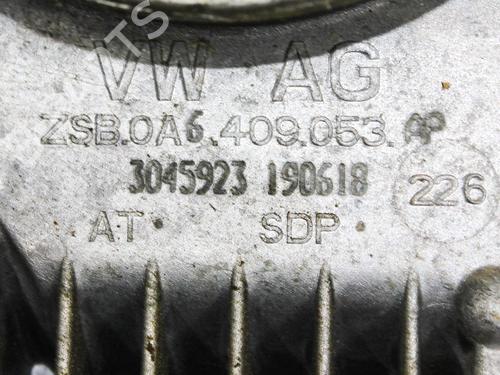 VW AG
ZSB.0A6.409.053.AP
3045923 190618
226
AT SDP